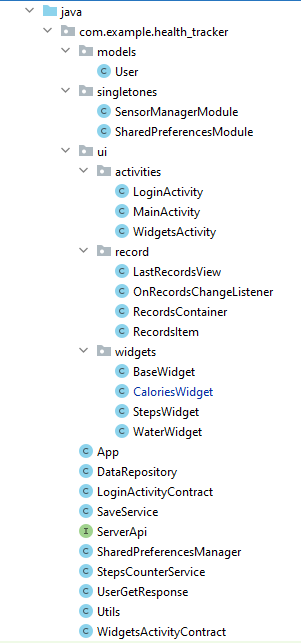 java
com.example.health_tracker
models
C User
singletones
C SensorManagerModule
C SharedPreferencesModule
ui
activities
C LoginActivity
C MainActivity
C WidgetsActivity
record
C LastRecordsView
C OnRecordsChangeListener
C RecordsContainer
C RecordsItem
widgets
C BaseWidget
C CaloriesWidget
C StepsWidget
C WaterWidget
C App
C DataRepository
C LoginActivityContract
C SaveService
I ServerApi
C SharedPreferencesManager
C StepsCounterService
C UserGetResponse
C Utils
C WidgetsActivityContract